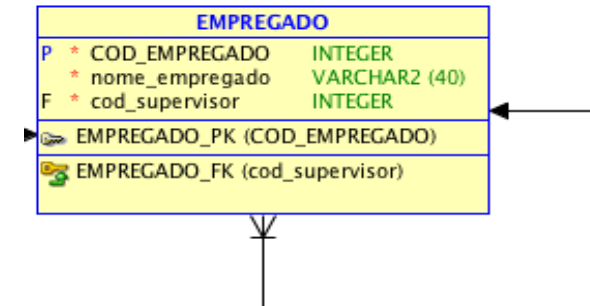 EMPREGADO
P * COD_EMPREGADO INTEGER
* nome_empregado VARCHAR2 (40)
F * cod_supervisor INTEGER
EMPREGADO_PK (COD_EMPREGADO)
EMPREGADO_FK (cod_supervisor)